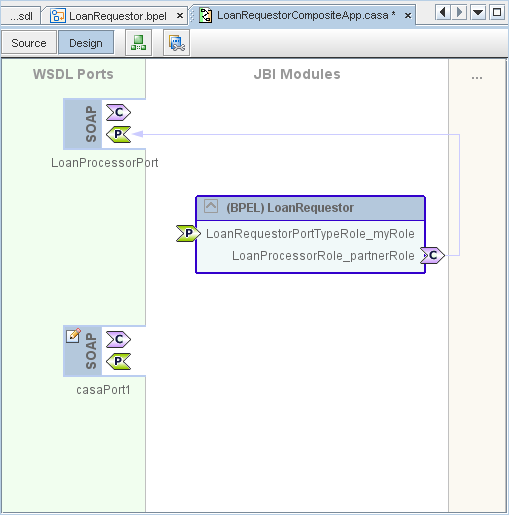 ...sdl LoanRequestor.bpel × LoanRequestorCompositeApp.casa * ×
Source Design
WSDL Ports JBI Modules ...
SOAP C
P
LoanProcessorPort
(BPEL) LoanRequestor
P LoanRequestorPortTypeRole_myRole
LoanProcessorRole_partnerRole C
SOAP C
P
casaPort1